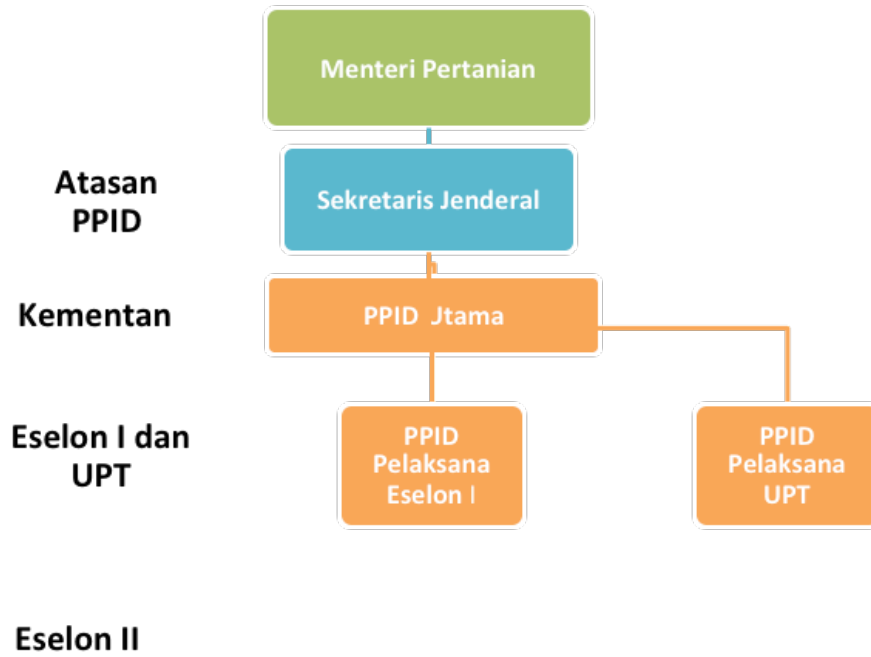 Menteri Pertanian
Atasan
PPID
Sekretaris Jenderal
Kementan
PPID Jtama
Eselon I dan
UPT
PPID
Pelaksana
Eselon I
PPID
Pelaksana
UPT
Eselon II